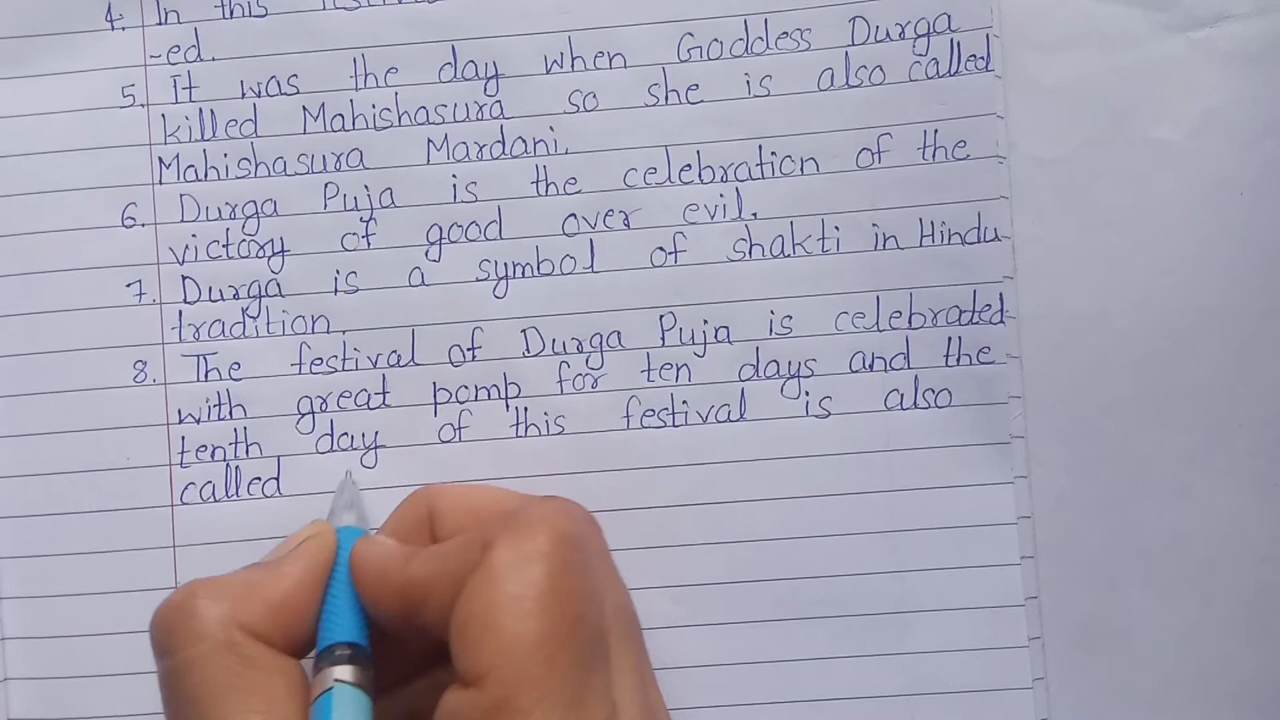 4. In this
-ed.
5. It was the day when Goddess Durga
killed Mahishasura so she is also called
Mahishasura Mardani.
6. Durga Puja is the celebration of the
victory of good over evil.
7. Durga is a symbol of shakti in Hindu
tradition.
8. The festival of Durga Puja is celebrated
with great pomp for ten days and the
tenth day of this festival is also
called